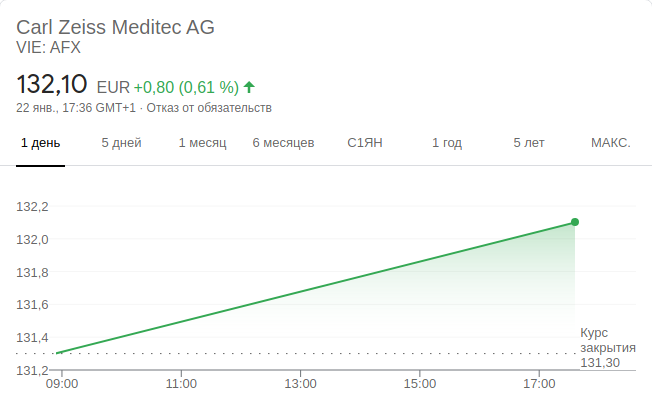 Carl Zeiss Meditec AG
VIE: AFX
132,10 EUR +0,80 (0,61 %)
22 янв., 17:36 GMT+1 · Отказ от обязательств
1 день 5 дней 1 месяц 6 месяцев С1ЯН 1 год 5 лет МАКС.
132,2
132,0
131,8
131,6
131,4
Курс
закрытия
131,30
131,2
09:00 11:00 13:00 15:00 17:00